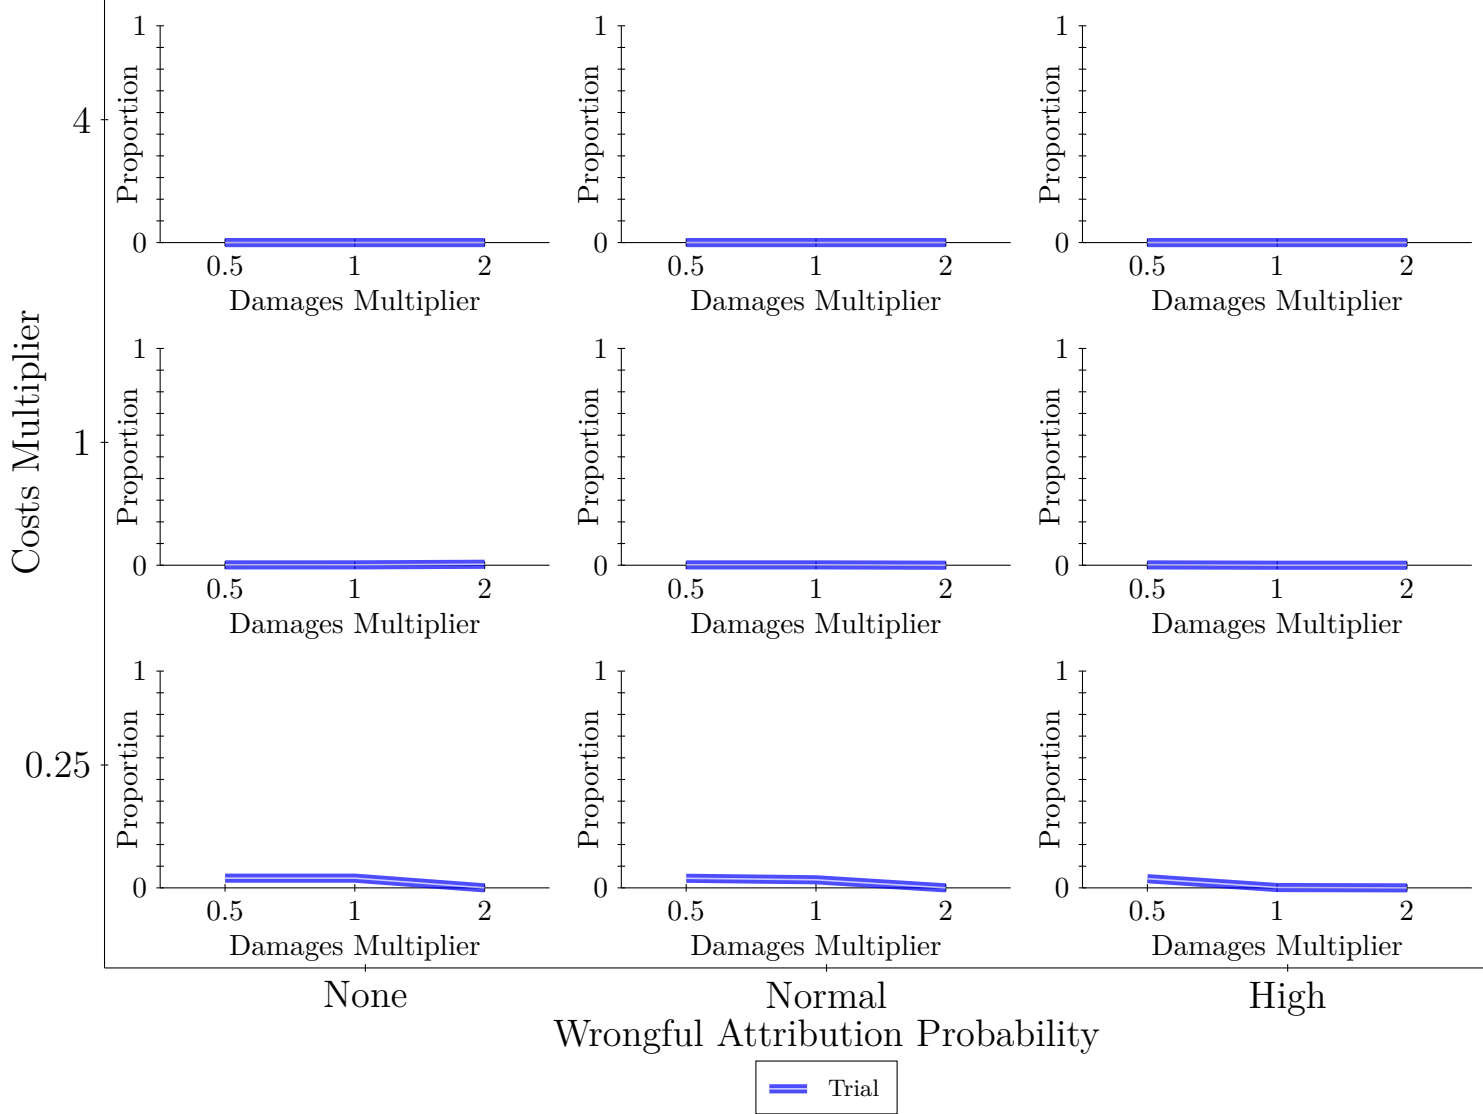 1
1
1
Proportion
Proportion
Proportion
4
0
0
0
0.5 1 2
0.5 1 2
0.5 1 2
Damages Multiplier
Damages Multiplier
Damages Multiplier
Costs Multiplier
1
1
1
Proportion
Proportion
Proportion
1
0
0
0
0.5 1 2
0.5 1 2
0.5 1 2
Damages Multiplier
Damages Multiplier
Damages Multiplier
1
1
1
Proportion
Proportion
Proportion
0.25
0
0
0
0.5 1 2
0.5 1 2
0.5 1 2
Damages Multiplier
Damages Multiplier
Damages Multiplier
None
Normal
High
Wrongful Attribution Probability
Trial